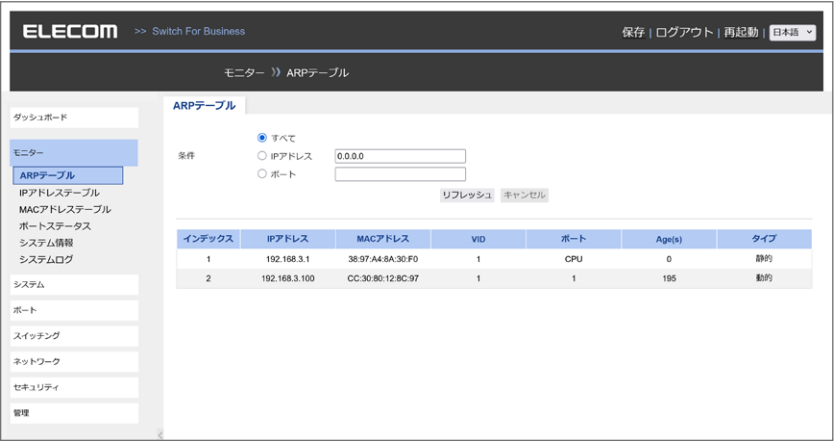 ELECOM >> Switch For Business 保存 | ログアウト | 再起動 | 日本語
モニター 》 ARPテーブル
ARPテーブル
ダッシュボード
モニター
ARPテーブル
IPアドレステーブル
MACアドレステーブル
ポートステータス
システム情報
システムログ
システム
ポート
スイッチング
ネットワーク
セキュリティ
管理
条件
すべて
IPアドレス 0.0.0.0
ポート
リフレッシュ キャンセル
インデックス IPアドレス MACアドレス VID ポート Age(s) タイプ
1 192.168.3.1 38:97:A4:8A:30:F0 1 CPU 0 静的
2 192.168.3.100 CC:30:80:12:8C:97 1 1 195 動的